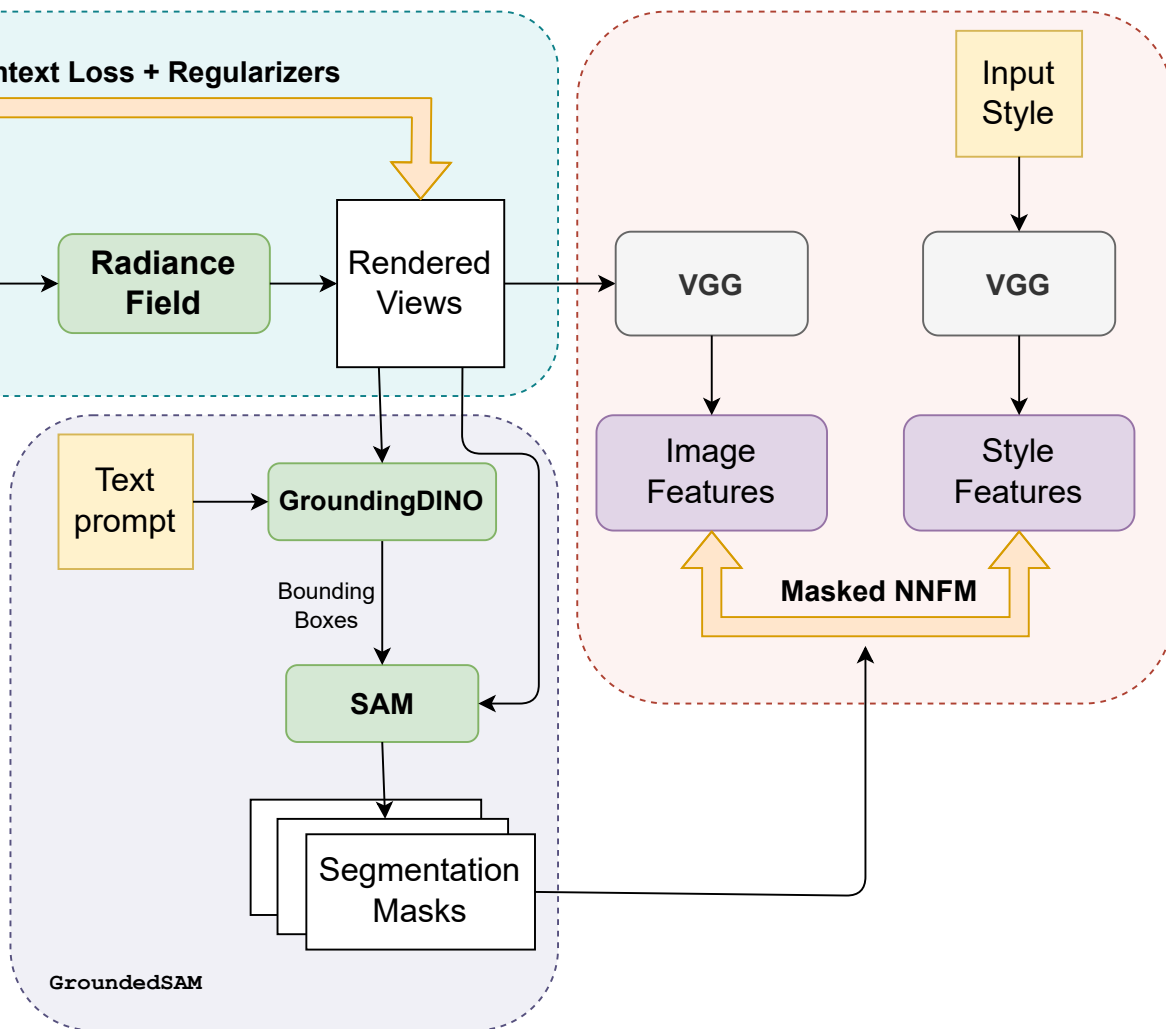 ntext Loss + Regularizers
Input
Style
Radiance
Field
Rendered
Views
VGG
VGG
Image
Features
Style
Features
Masked NNFM
Text
prompt
GroundingDINO
Bounding
Boxes
SAM
Segmentation
Masks
GroundedSAM